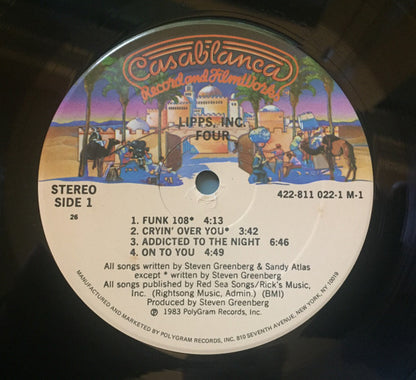 Casablanca
Record and FilmWorks
LIPPS, INC.
FOUR
STEREO
SIDE 1
422-811 022-1 M-1
26
1. FUNK 108* 4:13
2. CRYIN' OVER YOU* 3:42
3. ADDICTED TO THE NIGHT 6:46
4. ON TO YOU 4:49
All songs written by Steven Greenberg & Sandy Atlas
except * written by Steven Greenberg
All songs published by Red Sea Songs/Rick's Music,
Inc. (Rightsong Music, Admin.) (BMI)
Produced by Steven Greenberg
℗ 1983 PolyGram Records, Inc.
MANUFACTURED AND MARKETED BY POLYGRAM RECORDS, INC. 810 SEVENTH AVENUE, NEW YORK, NY 10019